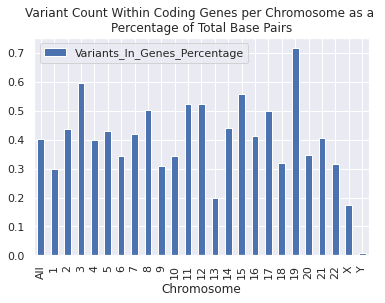 Variant Count Within Coding Genes per Chromosome as a
Percentage of Total Base Pairs
Variants_In_Genes_Percentage
0.7
0.6
0.5
0.4
0.3
0.2
0.1
0.0
All 1 2 3 4 5 6 7 8 9 10 11 12 13 14 15 16 17 18 19 20 21 22 X Y
Chromosome